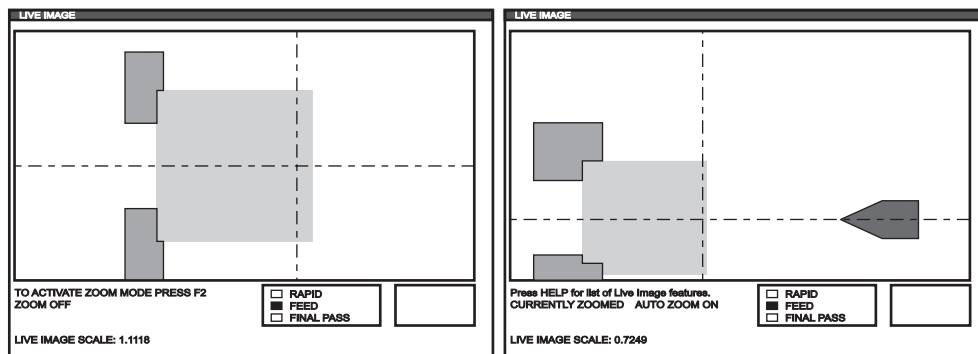 LIVE IMAGE
TO ACTIVATE ZOOM MODE PRESS F2
ZOOM OFF
RAPID
FEED
FINAL PASS
LIVE IMAGE SCALE: 1.1118
LIVE IMAGE
Press HELP for list of Live Image features.
CURRENTLY ZOOMED AUTO ZOOM ON
RAPID
FEED
FINAL PASS
LIVE IMAGE SCALE: 0.7249